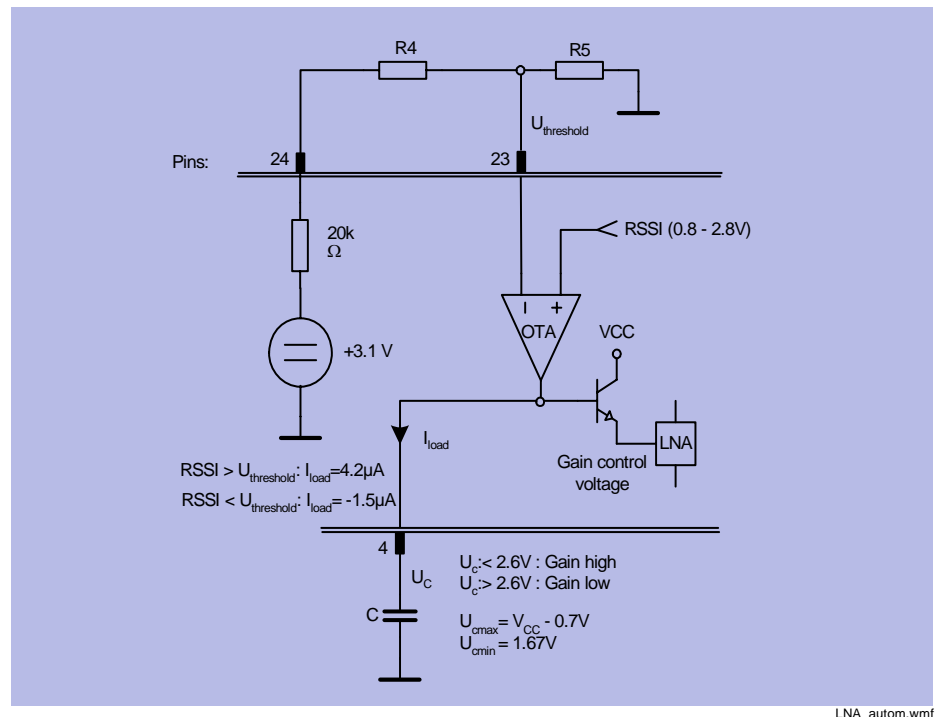 R4
R5
Uthreshold
Pins:
24
23
20k
Ω
RSSI (0.8 - 2.8V)
- +
OTA
VCC
+3.1 V
Iload
LNA
Gain control
voltage
RSSI > Uthreshold: Iload=4.2µA
RSSI < Uthreshold: Iload= -1.5µA
4
UC
Uc:< 2.6V : Gain high
Uc:> 2.6V : Gain low
C
Ucmax= VCC - 0.7V
Ucmin = 1.67V
LNA_autom.wmf